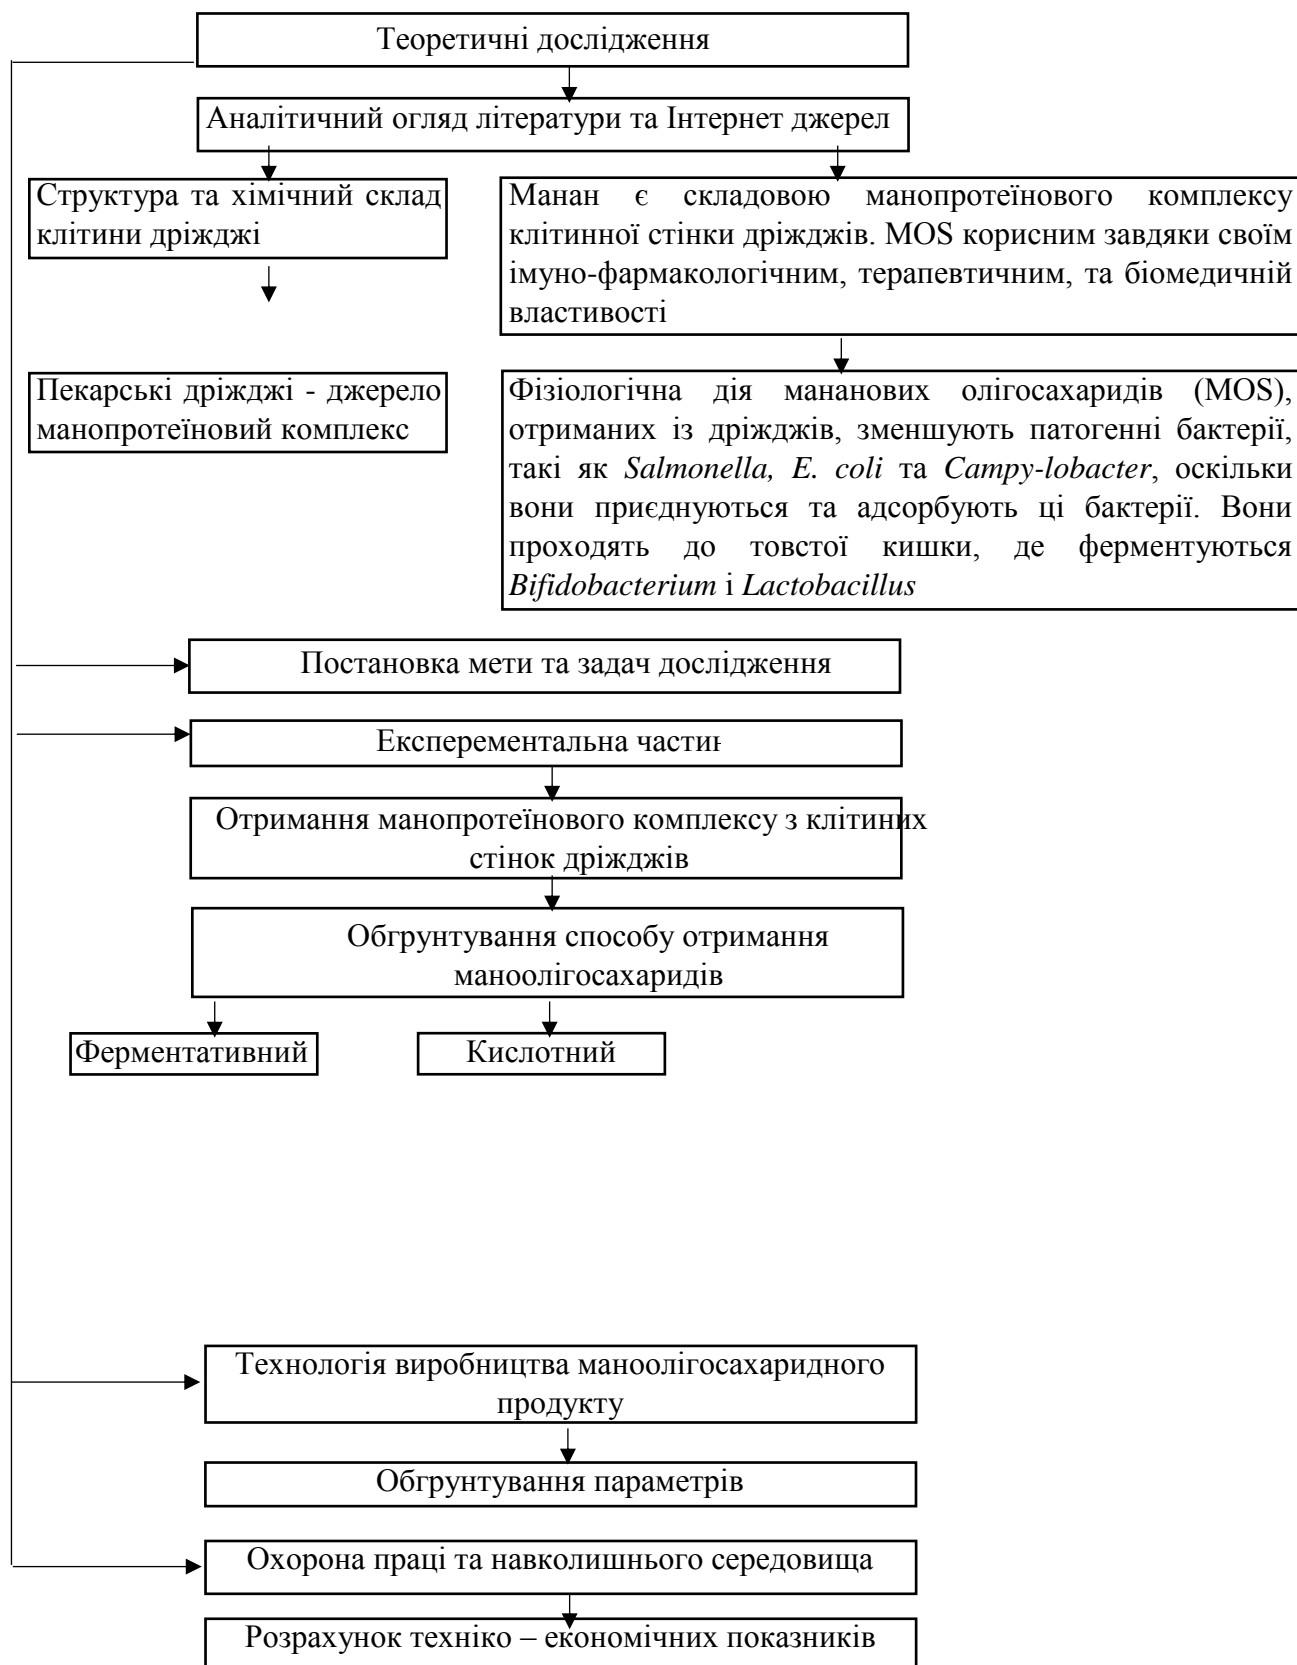 Теоретичні дослідження
Аналітичний огляд літератури та Інтернет джерел
Структура та хімічний склад
клітини дріжджі
Манан є складовою манопротеїнового комплексу
клітинної стінки дріжджів. MOS корисним завдяки своїм
імуно-фармакологічним, терапевтичним, та біомедичній
властивості
Пекарські дріжджі - джерело
манопротеїновий комплекс
Фізіологічна дія мананових олігосахаридів (MOS),
отриманих із дріжджів, зменшують патогенні бактерії,
такі як Salmonella, E. coli та Campy-lobacter, оскільки
вони приєднуються та адсорбують ці бактерії. Вони
проходять до товстої кишки, де ферментуються
Bifidobacterium і Lactobacillus
Постановка мети та задач дослідження
Експерементальна частин
Отримання манопротеїнового комплексу з клітиних
стінок дріжджів
Обгрунтування способу отримання
маноолігосахаридів
Ферментативний
Кислотний
Технологія виробництва маноолігосахаридного
продукту
Обгрунтування параметрів
Охорона праці та навколишнього середовища
Розрахунок техніко – економічних показників